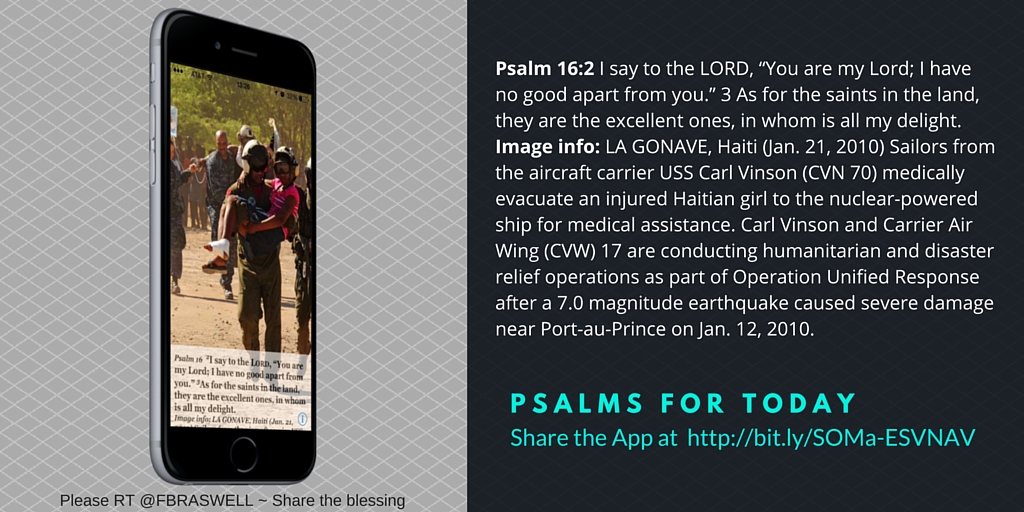 AT&T
12:26
Psalm 16 ²I say to the LORD, “You are
my Lord; I have no good apart from
you.” ³As for the saints in the land,
they are the excellent ones, in whom
is all my delight.
Image info: LA GONAVE, Haiti (Jan. 21,
Please RT @FBRASWELL ~ Share the blessing
Psalm 16:2 I say to the LORD, “You are my Lord; I have
no good apart from you.” 3 As for the saints in the land,
they are the excellent ones, in whom is all my delight.
Image info: LA GONAVE, Haiti (Jan. 21, 2010) Sailors from
the aircraft carrier USS Carl Vinson (CVN 70) medically
evacuate an injured Haitian girl to the nuclear-powered
ship for medical assistance. Carl Vinson and Carrier Air
Wing (CVW) 17 are conducting humanitarian and disaster
relief operations as part of Operation Unified Response
after a 7.0 magnitude earthquake caused severe damage
near Port-au-Prince on Jan. 12, 2010.
PSALMS FOR TODAY
Share the App at http://bit.ly/SOMa-ESVNAV